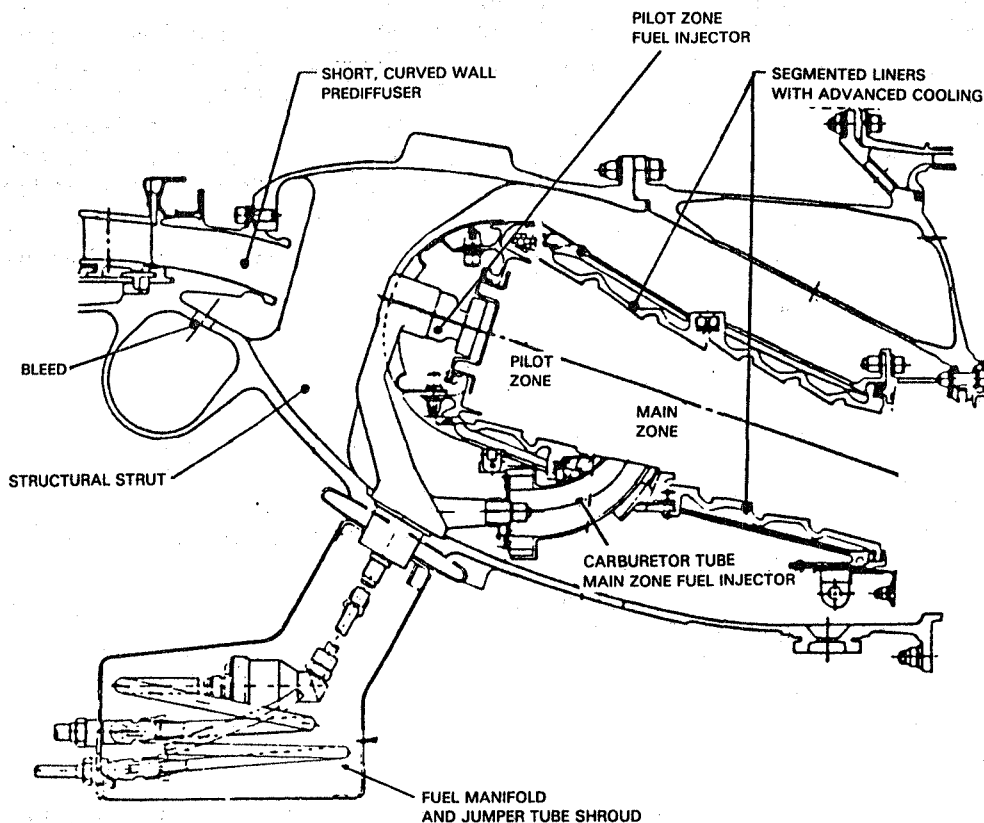 PILOT ZONE
FUEL INJECTOR
SHORT, CURVED WALL
PREDIFFUSER
SEGMENTED LINERS
WITH ADVANCED COOLING
BLEED
PILOT
ZONE
MAIN
ZONE
STRUCTURAL STRUT
CARBURETOR TUBE
MAIN ZONE FUEL INJECTOR
FUEL MANIFOLD
AND JUMPER TUBE SHROUD